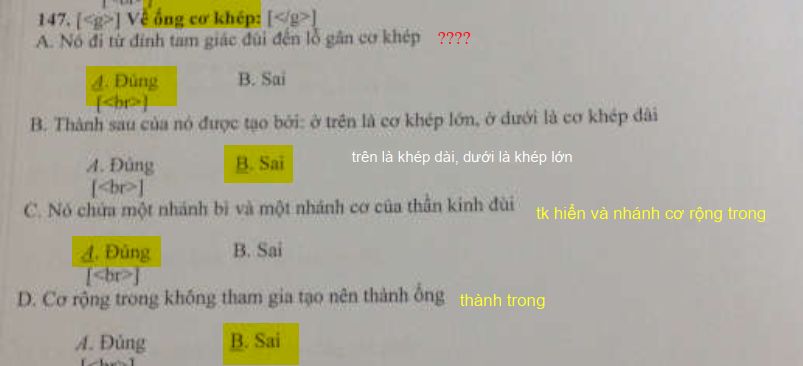 147. [<g>] Về ống cơ khép: [</g>]
A. Nó đi từ đỉnh tam giác đùi đến lỗ gân cơ khép ????
A. Đúng B. Sai
[<br>]
B. Thành sau của nó được tạo bởi: ở trên là cơ khép lớn, ở dưới là cơ khép dài
A. Đúng B. Sai trên là khép dài, dưới là khép lớn
[<br>]
C. Nó chứa một nhánh bì và một nhánh cơ của thần kinh đùi tk hiển và nhánh cơ rộng trong
A. Đúng B. Sai
[<br>]
D. Cơ rộng trong không tham gia tạo nên thành ống thành trong
A. Đúng B. Sai